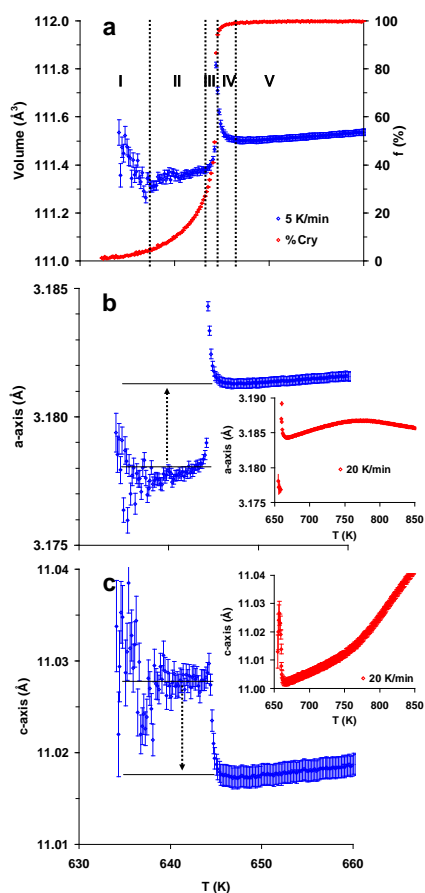 a
112.0
111.8
111.6
111.4
111.2
111.0
Volume (Å³)
I II III IV V
100
80
60
40
20
0
f (%)
5 K/min
%Cry
b
3.185
3.180
3.175
a-axis (Å)
3.190
3.185
3.180
3.175
a-axis (Å)
20 K/min
650 700 750 800 850
T (K)
640 650 660
c
11.04
11.03
11.02
11.01
c-axis (Å)
11.04
11.03
11.02
11.01
11.00
c-axis (Å)
20 K/min
650 700 750 800 850
T (K)
630 640 650 660
T (K)